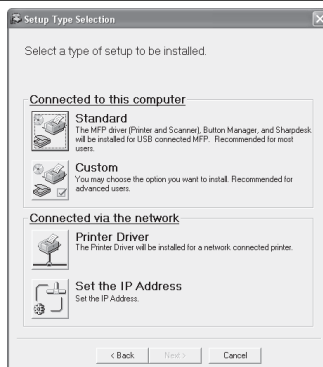 Setup Type Selection
Select a type of setup to be installed.
Connected to this computer
Standard
The MFP driver (Printer and Scanner), Button Manager, and Sharpdesk
will be installed for USB connected MFP. Recommended for most
users.
Custom
You may choose the option you want to install. Recommended for
advanced users.
Connected via the network
Printer Driver
The Printer Driver will be installed for a network connected printer.
Set the IP Address
Set the IP Address.
< Back Next > Cancel